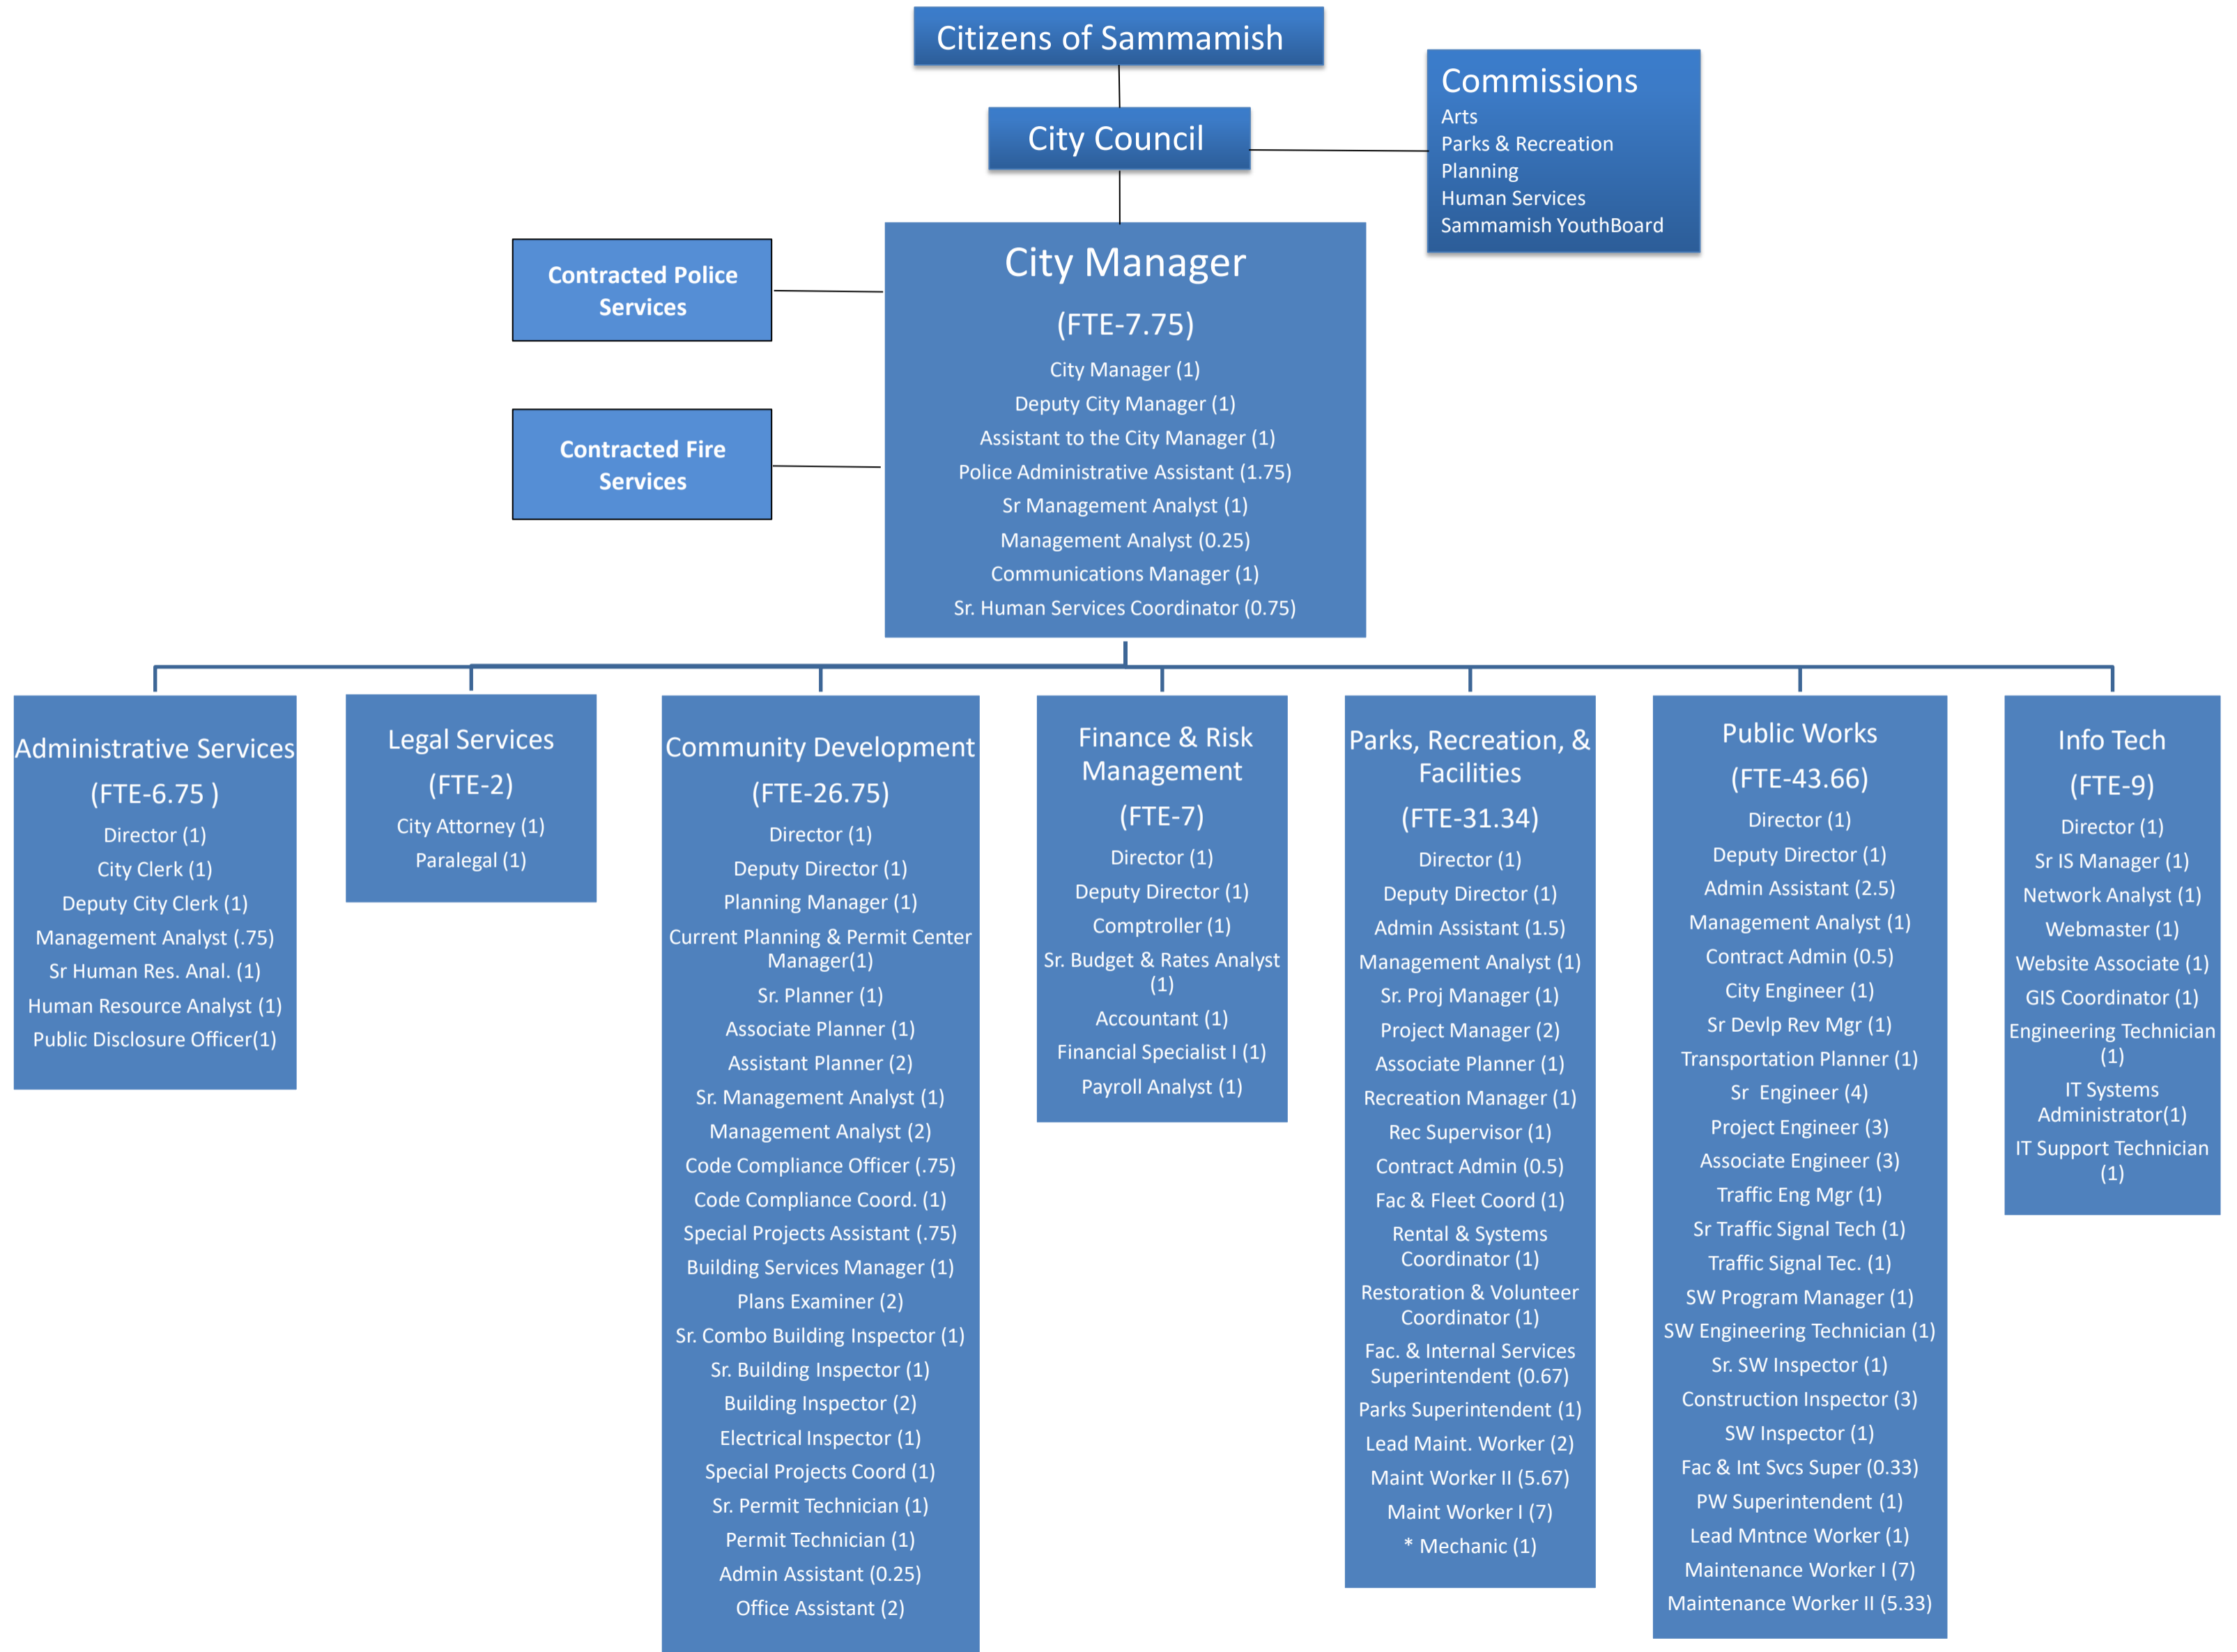 Citizens of Sammamish
City Council
Commissions
Arts
Parks & Recreation
Planning
Human Services
Sammamish YouthBoard
Contracted Police
Services
Contracted Fire
Services
City Manager
(FTE-7.75)
City Manager (1)
Deputy City Manager (1)
Assistant to the City Manager (1)
Police Administrative Assistant (1.75)
Sr Management Analyst (1)
Management Analyst (0.25)
Communications Manager (1)
Sr. Human Services Coordinator (0.75)
Administrative Services
(FTE-6.75 )
Director (1)
City Clerk (1)
Deputy City Clerk (1)
Management Analyst (.75)
Sr Human Res. Anal. (1)
Human Resource Analyst (1)
Public Disclosure Officer(1)
Legal Services
(FTE-2)
City Attorney (1)
Paralegal (1)
Community Development
(FTE-26.75)
Director (1)
Deputy Director (1)
Planning Manager (1)
Current Planning & Permit Center
Manager(1)
Sr. Planner (1)
Associate Planner (1)
Assistant Planner (2)
Sr. Management Analyst (1)
Management Analyst (2)
Code Compliance Officer (.75)
Code Compliance Coord. (1)
Special Projects Assistant (.75)
Building Services Manager (1)
Plans Examiner (2)
Sr. Combo Building Inspector (1)
Sr. Building Inspector (1)
Building Inspector (2)
Electrical Inspector (1)
Special Projects Coord (1)
Sr. Permit Technician (1)
Permit Technician (1)
Admin Assistant (0.25)
Office Assistant (2)
Finance & Risk
Management
(FTE-7)
Director (1)
Deputy Director (1)
Comptroller (1)
Sr. Budget & Rates Analyst
(1)
Accountant (1)
Financial Specialist I (1)
Payroll Analyst (1)
Parks, Recreation, &
Facilities
(FTE-31.34)
Director (1)
Deputy Director (1)
Admin Assistant (1.5)
Management Analyst (1)
Sr. Proj Manager (1)
Project Manager (2)
Associate Planner (1)
Recreation Manager (1)
Rec Supervisor (1)
Contract Admin (0.5)
Fac & Fleet Coord (1)
Rental & Systems
Coordinator (1)
Restoration & Volunteer
Coordinator (1)
Fac. & Internal Services
Superintendent (0.67)
Parks Superintendent (1)
Lead Maint. Worker (2)
Maint Worker II (5.67)
Maint Worker I (7)
* Mechanic (1)
Public Works
(FTE-43.66)
Director (1)
Deputy Director (1)
Admin Assistant (2.5)
Management Analyst (1)
Contract Admin (0.5)
City Engineer (1)
Sr Devlp Rev Mgr (1)
Transportation Planner (1)
Sr  Engineer (4)
Project Engineer (3)
Associate Engineer (3)
Traffic Eng Mgr (1)
Sr Traffic Signal Tech (1)
Traffic Signal Tec. (1)
SW Program Manager (1)
SW Engineering Technician (1)
Sr. SW Inspector (1)
Construction Inspector (3)
SW Inspector (1)
Fac & Int Svcs Super (0.33)
PW Superintendent (1)
Lead Mntnce Worker (1)
Maintenance Worker I (7)
Maintenance Worker II (5.33)
Info Tech
(FTE-9)
Director (1)
Sr IS Manager (1)
Network Analyst (1)
Webmaster (1)
Website Associate (1)
GIS Coordinator (1)
Engineering Technician
(1)
IT Systems
Administrator(1)
IT Support Technician
(1)